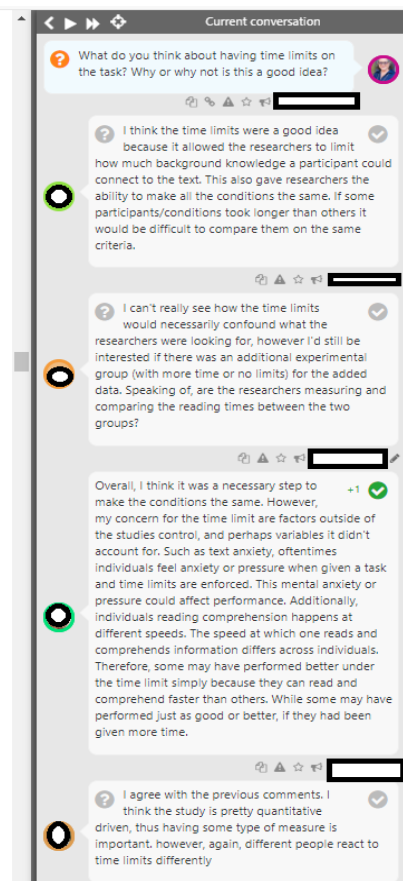 Current conversation
What do you think about having time limits on
the task? Why or why not is this a good idea?
I think the time limits were a good idea
because it allowed the researchers to limit
how much background knowledge a participant could
connect to the text. This also gave researchers the
ability to make all the conditions the same. If some
participants/conditions took longer than others it
would be difficult to compare them on the same
criteria.
I can't really see how the time limits
would necessarily confound what the
researchers were looking for, however I'd still be
interested if there was an additional experimental
group (with more time or no limits) for the added
data. Speaking of, are the researchers measuring and
comparing the reading times between the two
groups?
Overall, I think it was a necessary step to
+1
make the conditions the same. However,
my concern for the time limit are factors outside of
the studies control, and perhaps variables it didn't
account for. Such as text anxiety, oftentimes
individuals feel anxiety or pressure when given a task
and time limits are enforced. This mental anxiety or
pressure could affect performance. Additionally,
individuals reading comprehension happens at
different speeds. The speed at which one reads and
comprehends information differs across individuals.
Therefore, some may have performed better under
the time limit simply because they can read and
comprehend faster than others. While some may have
performed just as good or better, if they had been
given more time.
I agree with the previous comments. I
think the study is pretty quantitative
driven, thus having some type of measure is
important. however, again, different people react to
time limits differently